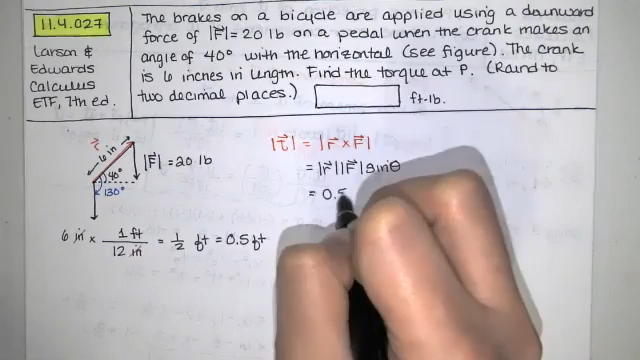 11.4.027
Larson &
Edwards
Calculus
ETF, 7th ed.
The brakes on a bicycle are applied using a downward
force of |F⃗|= 20 lb on a pedal when the crank makes an
angle of 40° with the horizontal (see figure). The crank
is 6 inches in length. Find the torque at P. (Round to
two decimal places.) ft-lb.
r⃗
6 in
40°
130°
|F⃗| = 20 lb
6 in × 1 ft / 12 in = 1/2 ft = 0.5 ft
|τ⃗| = |r⃗ × F⃗|
= |r⃗||F⃗|sinθ
= 0.5